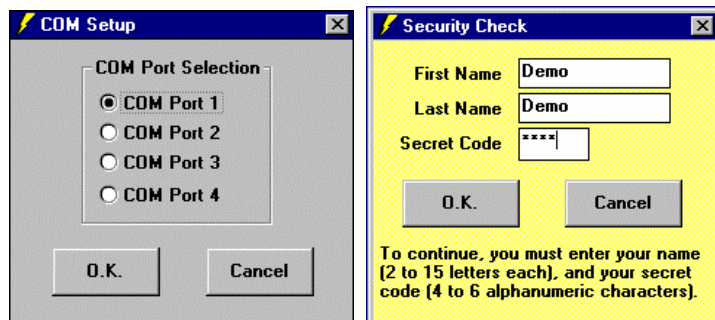 COM Setup
COM Port Selection
COM Port 1
COM Port 2
COM Port 3
COM Port 4
O.K.
Cancel
Security Check
First Name Demo
Last Name Demo
Secret Code ****
O.K.
Cancel
To continue, you must enter your name
(2 to 15 letters each), and your secret
code (4 to 6 alphanumeric characters).